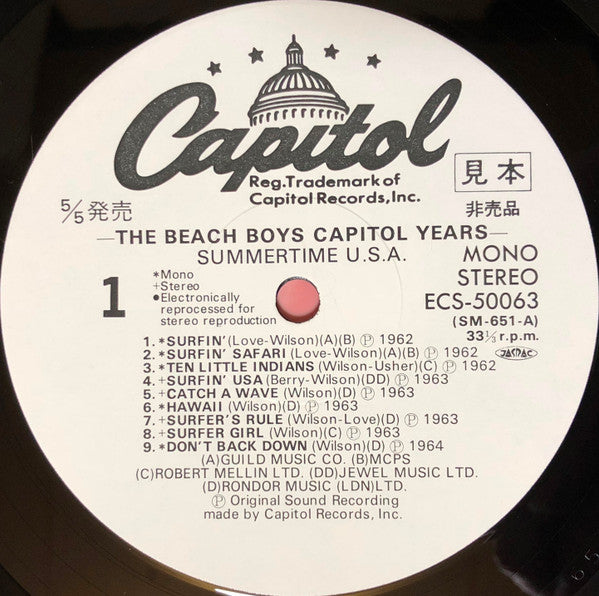 Capitol
Reg.Trademark of
Capitol Records,Inc.
見本
5/5発売
非売品
—THE BEACH BOYS CAPITOL YEARS—
SUMMERTIME U.S.A.
MONO
STEREO
ECS-50063
(SM-651-A)
33⅓r.p.m.
JASRAC
1
*Mono
+Stereo
●Electronically
reprocessed for
stereo reproduction
1.*SURFIN'(Love-Wilson)(A)(B) Ⓟ 1962
2.*SURFIN' SAFARI(Love-Wilson)(A)(B) Ⓟ 1962
3.*TEN LITTLE INDIANS(Wilson-Usher)(C) Ⓟ 1962
4.+SURFIN' USA(Berry-Wilson)(DD) Ⓟ 1963
5.+CATCH A WAVE(Wilson)(D) Ⓟ 1963
6.*HAWAII(Wilson)(D) Ⓟ 1963
7.+SURFER'S RULE(Wilson-Love)(D) Ⓟ 1963
8.+SURFER GIRL(Wilson)(C) Ⓟ 1963
9.*DON'T BACK DOWN(Wilson)(D) Ⓟ 1964
(A)GUILD MUSIC CO. (B)MCPS
(C)ROBERT MELLIN LTD. (DD)JEWEL MUSIC LTD.
(D)RONDOR MUSIC (LDN)LTD.
Ⓟ Original Sound Recording
made by Capitol Records, Inc.